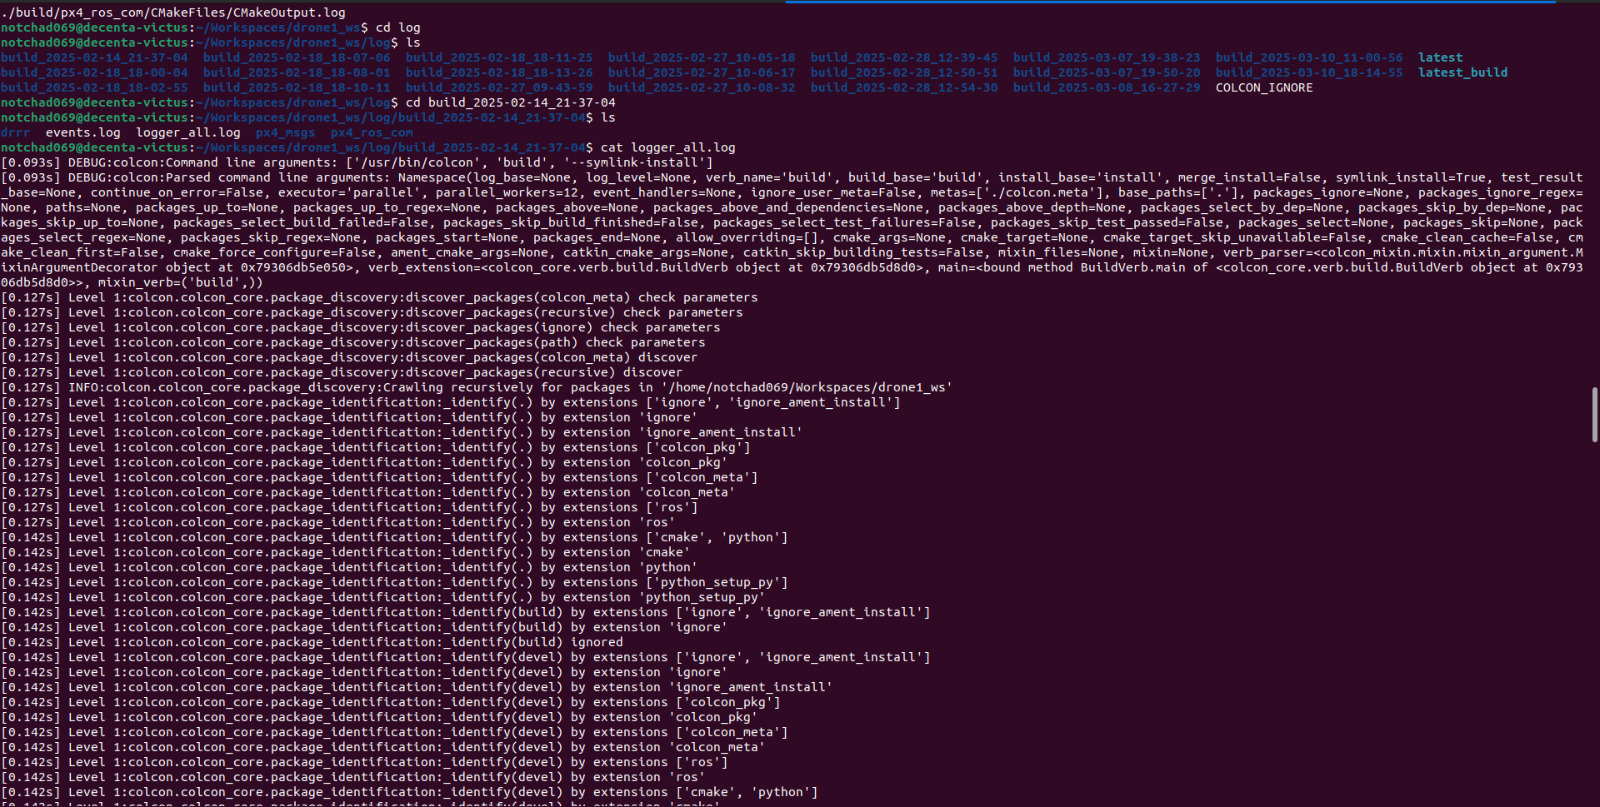 ./build/px4_ros_com/CMakeFiles/CMakeOutput.log
notchad069@decenta-victus:~/Workspaces/drone1_ws$ cd log
notchad069@decenta-victus:~/Workspaces/drone1_ws/log$ ls
build_2025-02-14_21-37-04  build_2025-02-18_18-07-06  build_2025-02-18_18-11-25  build_2025-02-27_10-05-18  build_2025-02-28_12-39-45  build_2025-03-07_19-38-23  build_2025-03-10_11-00-56  latest
build_2025-02-18_18-00-04  build_2025-02-18_18-08-01  build_2025-02-18_18-13-26  build_2025-02-27_10-06-17  build_2025-02-28_12-50-51  build_2025-03-07_19-50-20  build_2025-03-10_18-14-55  latest_build
build_2025-02-18_18-02-55  build_2025-02-18_18-10-11  build_2025-02-27_09-43-59  build_2025-02-27_10-08-32  build_2025-02-28_12-54-30  build_2025-03-08_16-27-29  COLCON_IGNORE
notchad069@decenta-victus:~/Workspaces/drone1_ws/log$ cd build_2025-02-14_21-37-04
notchad069@decenta-victus:~/Workspaces/drone1_ws/log/build_2025-02-14_21-37-04$ ls
drrr  events.log  logger_all.log  px4_msgs  px4_ros_com
notchad069@decenta-victus:~/Workspaces/drone1_ws/log/build_2025-02-14_21-37-04$ cat logger_all.log
[0.093s] DEBUG:colcon:Command line arguments: ['/usr/bin/colcon', 'build', '--symlink-install']
[0.093s] DEBUG:colcon:Parsed command line arguments: Namespace(log_base=None, log_level=None, verb_name='build', build_base='build', install_base='install', merge_install=False, symlink_install=True, test_result
_base=None, continue_on_error=False, executor='parallel', parallel_workers=12, event_handlers=None, ignore_user_meta=False, metas=['./colcon.meta'], base_paths=['.'], packages_ignore=None, packages_ignore_regex=
None, paths=None, packages_up_to=None, packages_up_to_regex=None, packages_above=None, packages_above_and_dependencies=None, packages_above_depth=None, packages_select_by_dep=None, packages_skip_by_dep=None, pac
kages_skip_up_to=None, packages_select_build_failed=False, packages_skip_build_finished=False, packages_select_test_failures=False, packages_skip_test_passed=False, packages_select=None, packages_skip=None, pack
ages_select_regex=None, packages_skip_regex=None, packages_start=None, packages_end=None, allow_overriding=[], cmake_args=None, cmake_target=None, cmake_target_skip_unavailable=False, cmake_clean_cache=False, cm
ake_clean_first=False, cmake_force_configure=False, ament_cmake_args=None, catkin_cmake_args=None, catkin_skip_building_tests=False, mixin_files=None, mixin=None, verb_parser=<colcon_mixin.mixin.mixin_argument.M
ixinArgumentDecorator object at 0x79306db5e050>, verb_extension=<colcon_core.verb.build.BuildVerb object at 0x79306db5d8d0>, main=<bound method BuildVerb.main of <colcon_core.verb.build.BuildVerb object at 0x793
06db5d8d0>>, mixin_verb=('build',))
[0.127s] Level 1:colcon.colcon_core.package_discovery:discover_packages(colcon_meta) check parameters
[0.127s] Level 1:colcon.colcon_core.package_discovery:discover_packages(recursive) check parameters
[0.127s] Level 1:colcon.colcon_core.package_discovery:discover_packages(ignore) check parameters
[0.127s] Level 1:colcon.colcon_core.package_discovery:discover_packages(path) check parameters
[0.127s] Level 1:colcon.colcon_core.package_discovery:discover_packages(colcon_meta) discover
[0.127s] Level 1:colcon.colcon_core.package_discovery:discover_packages(recursive) discover
[0.127s] INFO:colcon.colcon_core.package_discovery:Crawling recursively for packages in '/home/notchad069/Workspaces/drone1_ws'
[0.127s] Level 1:colcon.colcon_core.package_identification:_identify(.) by extensions ['ignore', 'ignore_ament_install']
[0.127s] Level 1:colcon.colcon_core.package_identification:_identify(.) by extension 'ignore'
[0.127s] Level 1:colcon.colcon_core.package_identification:_identify(.) by extension 'ignore_ament_install'
[0.127s] Level 1:colcon.colcon_core.package_identification:_identify(.) by extensions ['colcon_pkg']
[0.127s] Level 1:colcon.colcon_core.package_identification:_identify(.) by extension 'colcon_pkg'
[0.127s] Level 1:colcon.colcon_core.package_identification:_identify(.) by extensions ['colcon_meta']
[0.127s] Level 1:colcon.colcon_core.package_identification:_identify(.) by extension 'colcon_meta'
[0.127s] Level 1:colcon.colcon_core.package_identification:_identify(.) by extensions ['ros']
[0.127s] Level 1:colcon.colcon_core.package_identification:_identify(.) by extension 'ros'
[0.142s] Level 1:colcon.colcon_core.package_identification:_identify(.) by extensions ['cmake', 'python']
[0.142s] Level 1:colcon.colcon_core.package_identification:_identify(.) by extension 'cmake'
[0.142s] Level 1:colcon.colcon_core.package_identification:_identify(.) by extension 'python'
[0.142s] Level 1:colcon.colcon_core.package_identification:_identify(.) by extensions ['python_setup_py']
[0.142s] Level 1:colcon.colcon_core.package_identification:_identify(.) by extension 'python_setup_py'
[0.142s] Level 1:colcon.colcon_core.package_identification:_identify(build) by extensions ['ignore', 'ignore_ament_install']
[0.142s] Level 1:colcon.colcon_core.package_identification:_identify(build) by extension 'ignore'
[0.142s] Level 1:colcon.colcon_core.package_identification:_identify(build) ignored
[0.142s] Level 1:colcon.colcon_core.package_identification:_identify(devel) by extensions ['ignore', 'ignore_ament_install']
[0.142s] Level 1:colcon.colcon_core.package_identification:_identify(devel) by extension 'ignore'
[0.142s] Level 1:colcon.colcon_core.package_identification:_identify(devel) by extension 'ignore_ament_install'
[0.142s] Level 1:colcon.colcon_core.package_identification:_identify(devel) by extensions ['colcon_pkg']
[0.142s] Level 1:colcon.colcon_core.package_identification:_identify(devel) by extension 'colcon_pkg'
[0.142s] Level 1:colcon.colcon_core.package_identification:_identify(devel) by extensions ['colcon_meta']
[0.142s] Level 1:colcon.colcon_core.package_identification:_identify(devel) by extension 'colcon_meta'
[0.142s] Level 1:colcon.colcon_core.package_identification:_identify(devel) by extensions ['ros']
[0.142s] Level 1:colcon.colcon_core.package_identification:_identify(devel) by extension 'ros'
[0.142s] Level 1:colcon.colcon_core.package_identification:_identify(devel) by extensions ['cmake', 'python']